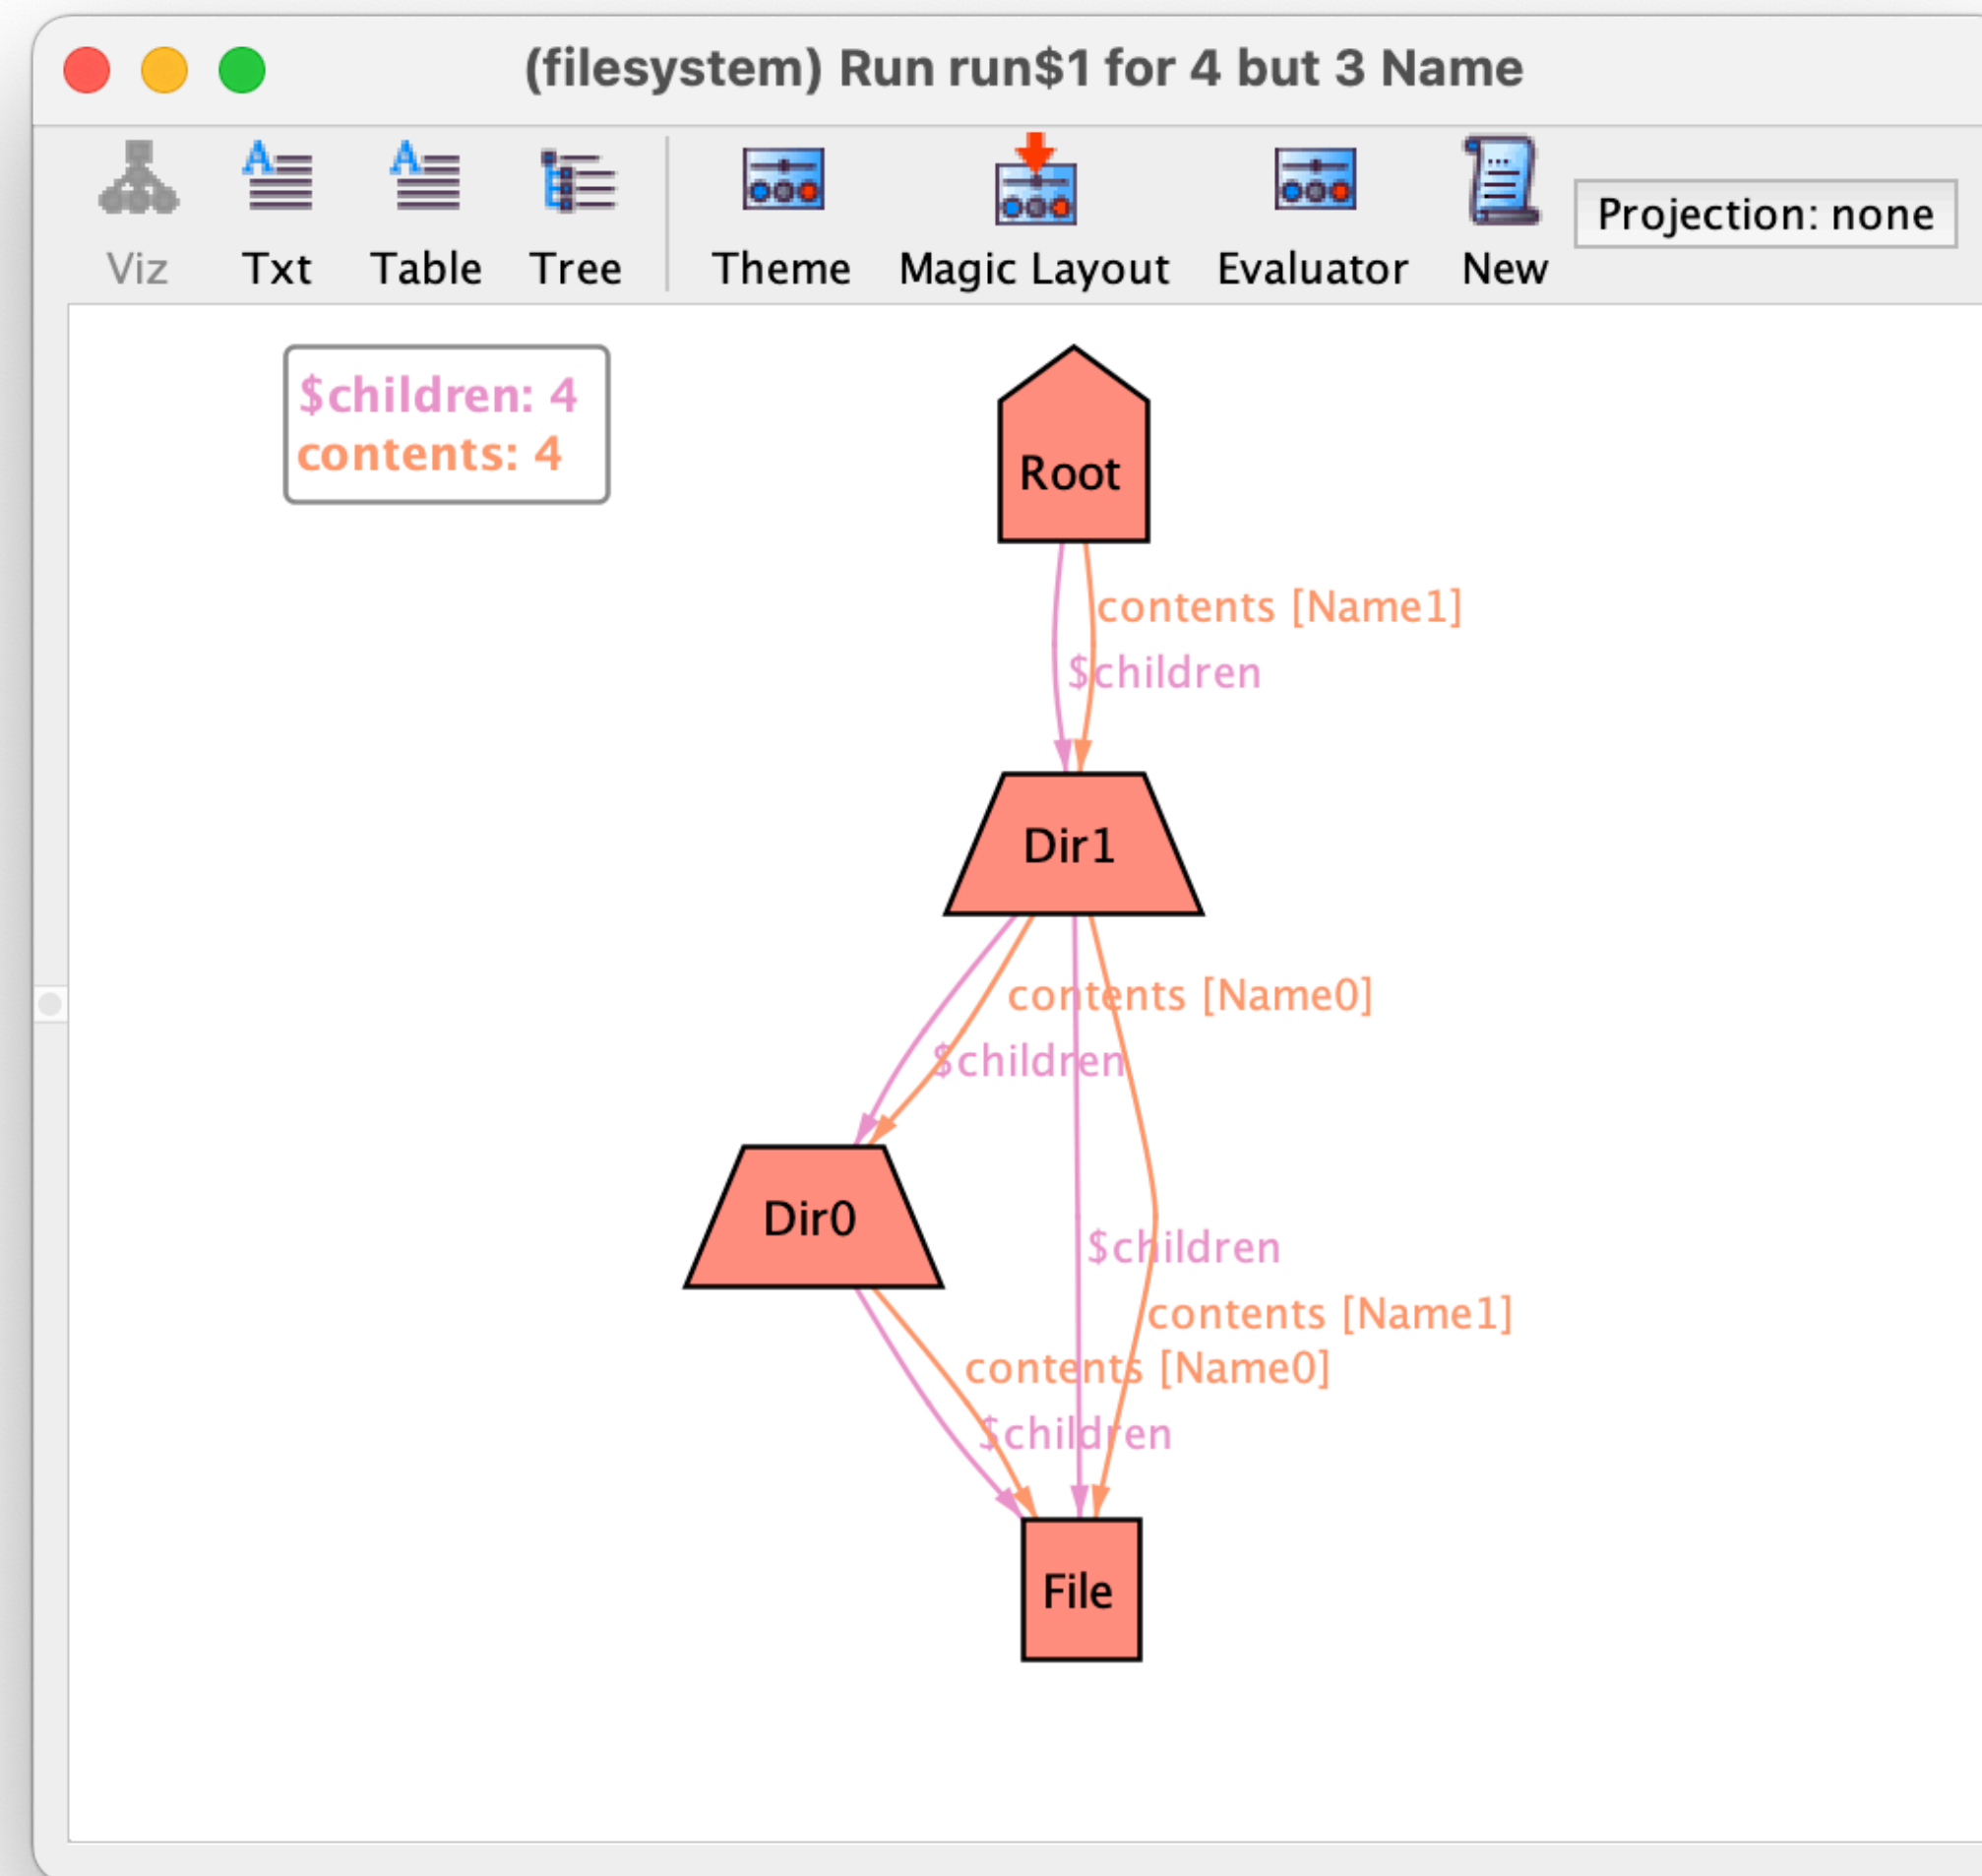 (filesystem) Run run$1 for 4 but 3 Name
Viz Txt Table Tree Theme Magic Layout Evaluator New Projection: none
$children: 4
contents: 4
Root
contents [Name1]
$children
Dir1
contents [Name0]
$children
Dir0
$children
contents [Name1]
contents [Name0]
$children
File